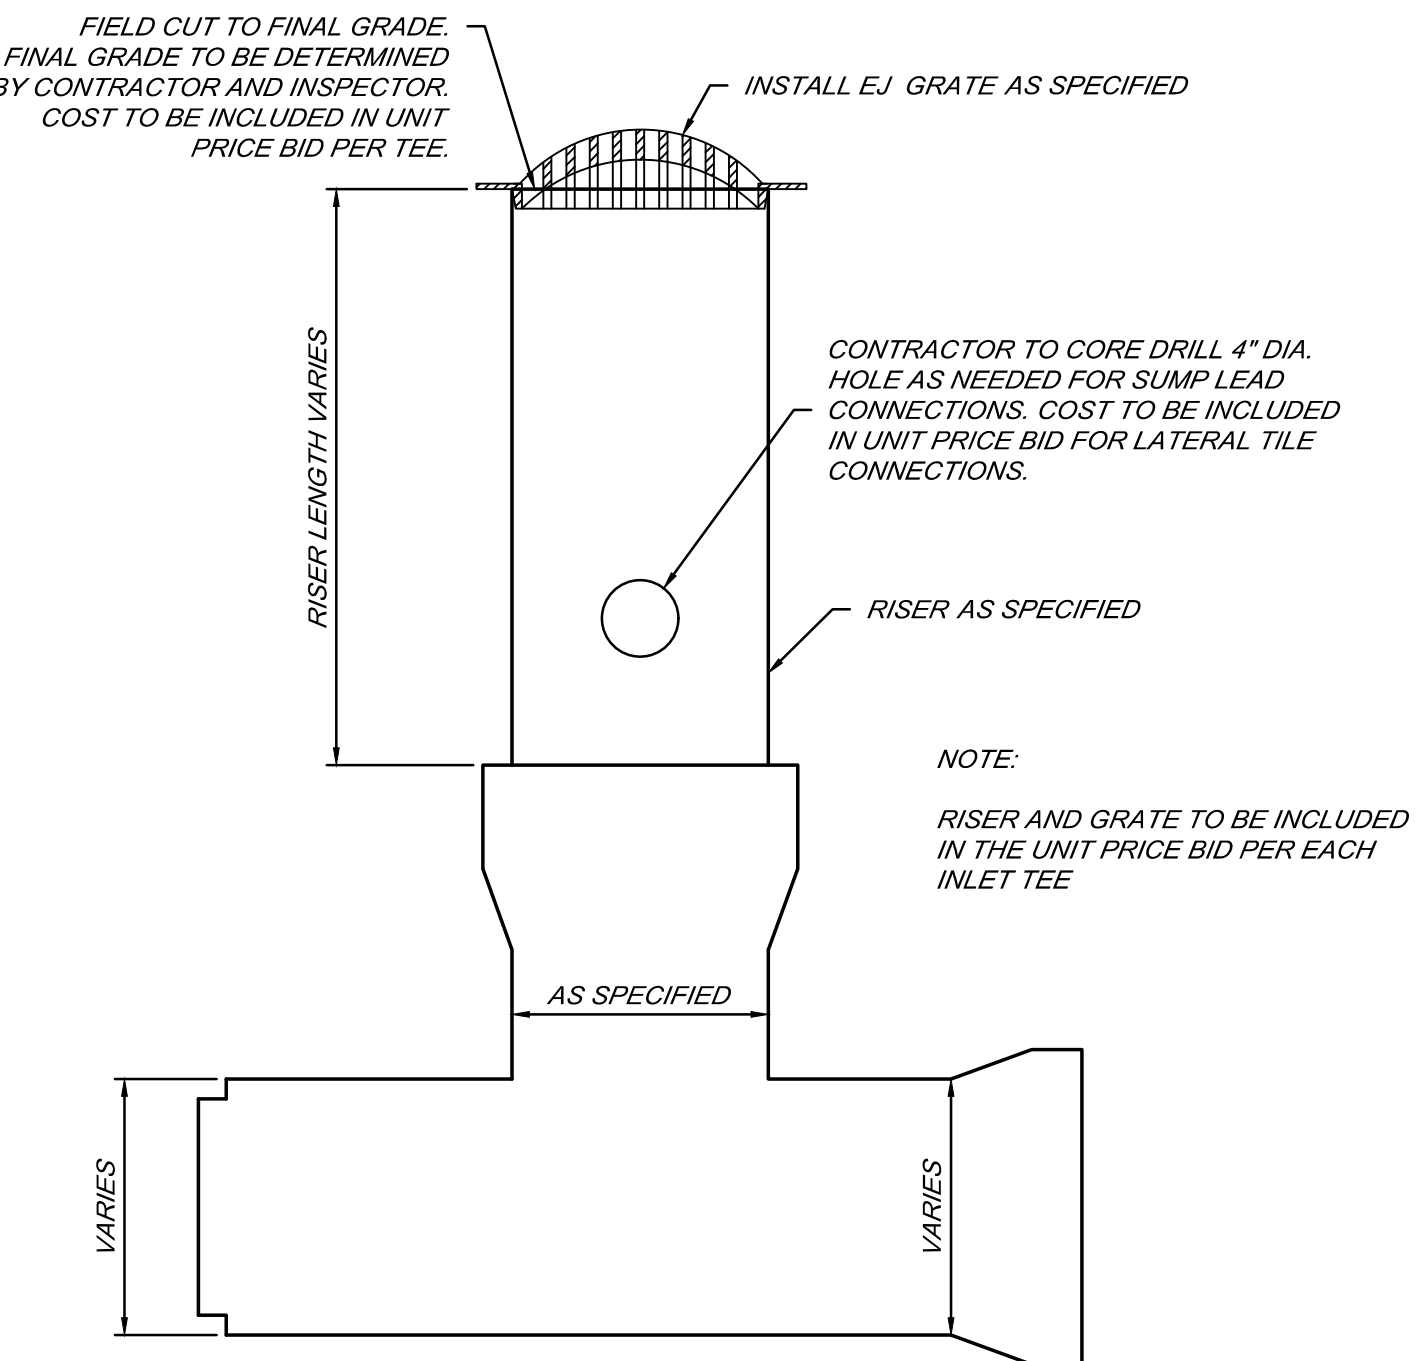 FIELD CUT TO FINAL GRADE.
FINAL GRADE TO BE DETERMINED
BY CONTRACTOR AND INSPECTOR.
COST TO BE INCLUDED IN UNIT
PRICE BID PER TEE.
INSTALL EJ GRATE AS SPECIFIED
RISER LENGTH VARIES
CONTRACTOR TO CORE DRILL 4" DIA.
HOLE AS NEEDED FOR SUMP LEAD
CONNECTIONS. COST TO BE INCLUDED
IN UNIT PRICE BID FOR LATERAL TILE
CONNECTIONS.
RISER AS SPECIFIED
NOTE:
RISER AND GRATE TO BE INCLUDED
IN THE UNIT PRICE BID PER EACH
INLET TEE
AS SPECIFIED
VARIES
VARIES